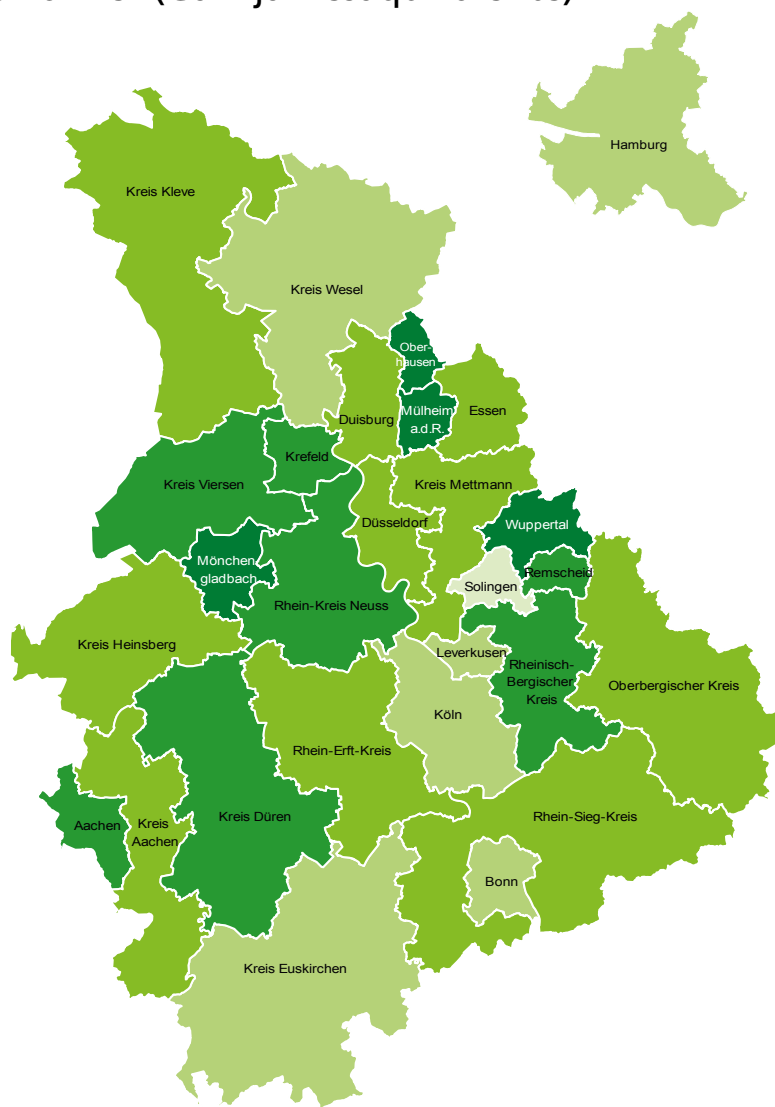 Hamburg
Kreis Kleve
Kreis Wesel
Ober-
hausen
Duisburg
Mülheim
a.d.R.
Essen
Krefeld
Kreis Viersen
Kreis Mettmann
Düsseldorf
Wuppertal
Mönchen
gladbach
Remscheid
Solingen
Rhein-Kreis Neuss
Kreis Heinsberg
Leverkusen
Rheinisch-
Bergischer
Kreis
Oberbergischer Kreis
Köln
Rhein-Erft-Kreis
Kreis Düren
Rhein-Sieg-Kreis
Aachen
Kreis
Aachen
Bonn
Kreis Euskirchen